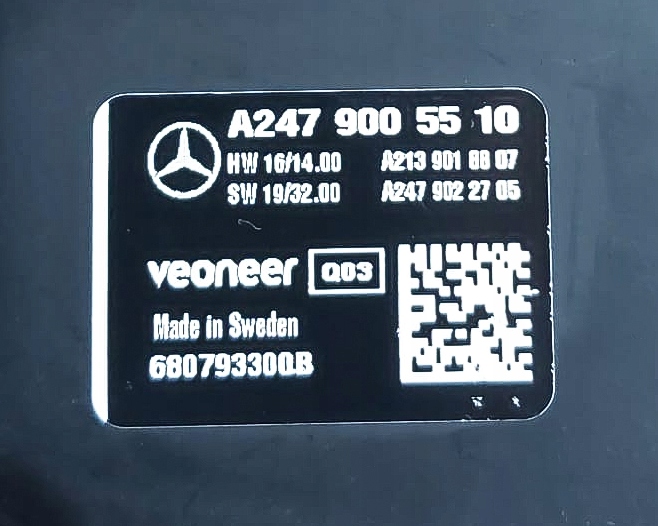 A247 900 55 10
HW 16/14.00 A213 901 88 07
SW 19/32.00 A247 902 27 05
veoneer Q03
Made in Sweden
680793300B